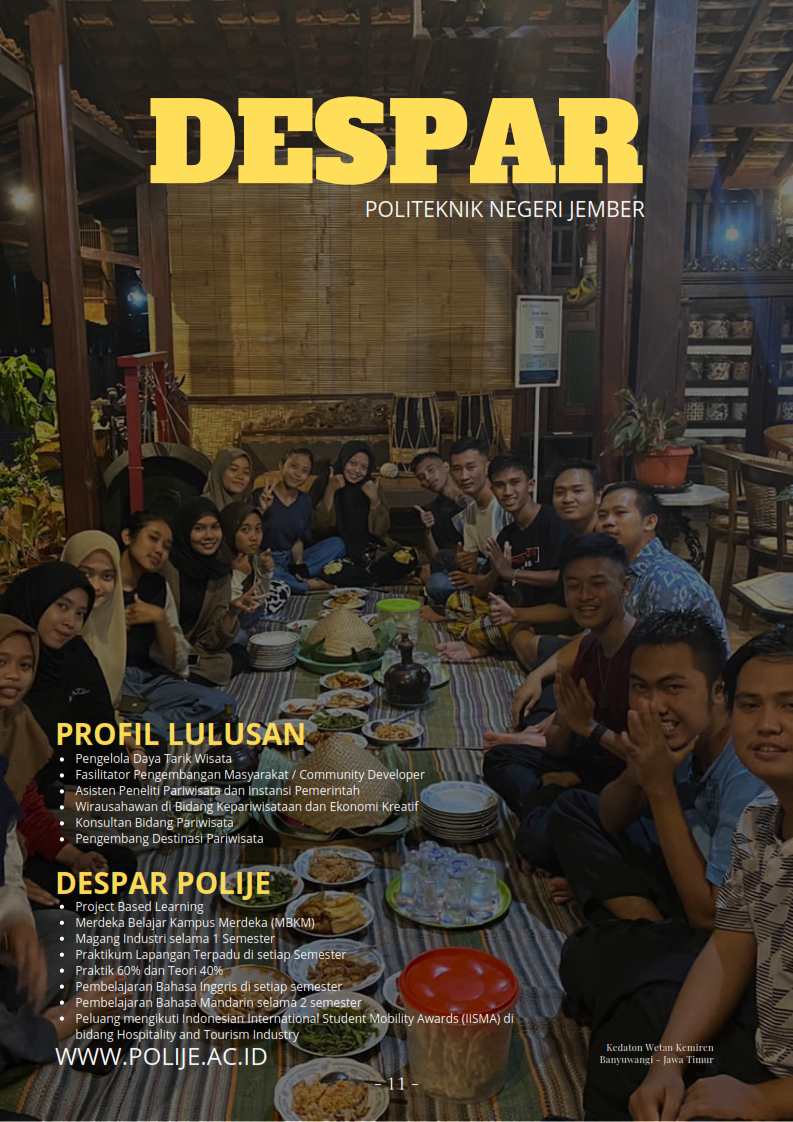 DESPAR
POLITEKNIK NEGERI JEMBER
PROFIL LULUSAN
• Pengelola Daya Tarik Wisata
• Fasilitator Pengembangan Masyarakat / Community Developer
• Asisten Peneliti Pariwisata dan Instansi Pemerintah
• Wirausahawan di Bidang Kepariwisataan dan Ekonomi Kreatif
• Konsultan Bidang Pariwisata
• Pengembang Destinasi Pariwisata
DESPAR POLIJE
• Project Based Learning
• Merdeka Belajar Kampus Merdeka (MBKM)
• Magang Industri selama 1 Semester
• Praktikum Lapangan Terpadu di setiap Semester
• Praktik 60% dan Teori 40%
• Pembelajaran Bahasa Inggris di setiap semester
• Pembelajaran Bahasa Mandarin selama 2 semester
• Peluang mengikuti Indonesian International Student Mobility Awards (IISMA) di
bidang Hospitality and Tourism Industry
WWW.POLIJE.AC.ID
Kedaton Wetan Kemiren
Banyuwangi - Jawa Timur
- 11 -